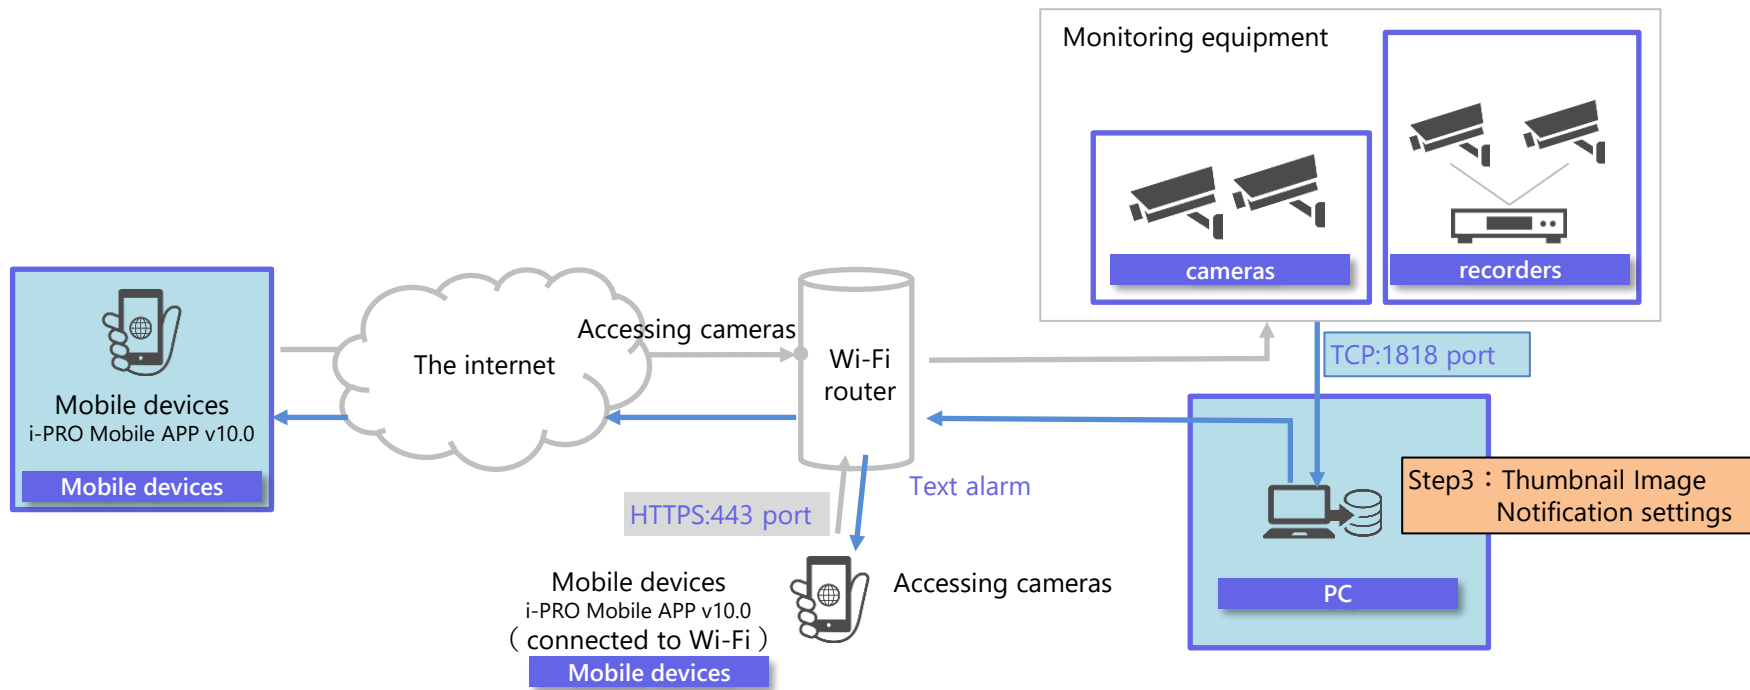 Monitoring equipment
cameras
recorders
Accessing cameras
The internet
Wi-Fi
router
TCP:1818 port
Mobile devices
i-PRO Mobile APP v10.0
Mobile devices
Text alarm
HTTPS:443 port
Step3：Thumbnail Image
Notification settings
Mobile devices
i-PRO Mobile APP v10.0
（connected to Wi-Fi）
Mobile devices
Accessing cameras
PC